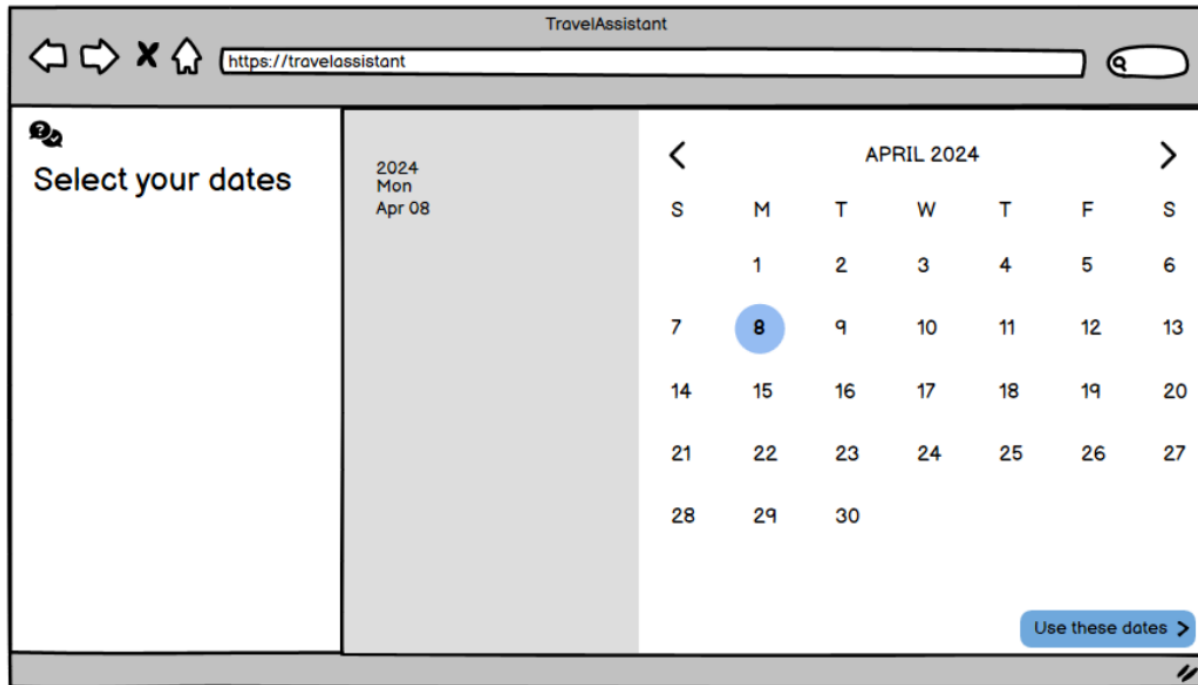 TravelAssistant
https://travelassistant
Select your dates
2024
Mon
Apr 08
APRIL 2024
S M T W T F S
1 2 3 4 5 6
7 8 9 10 11 12 13
14 15 16 17 18 19 20
21 22 23 24 25 26 27
28 29 30
Use these dates